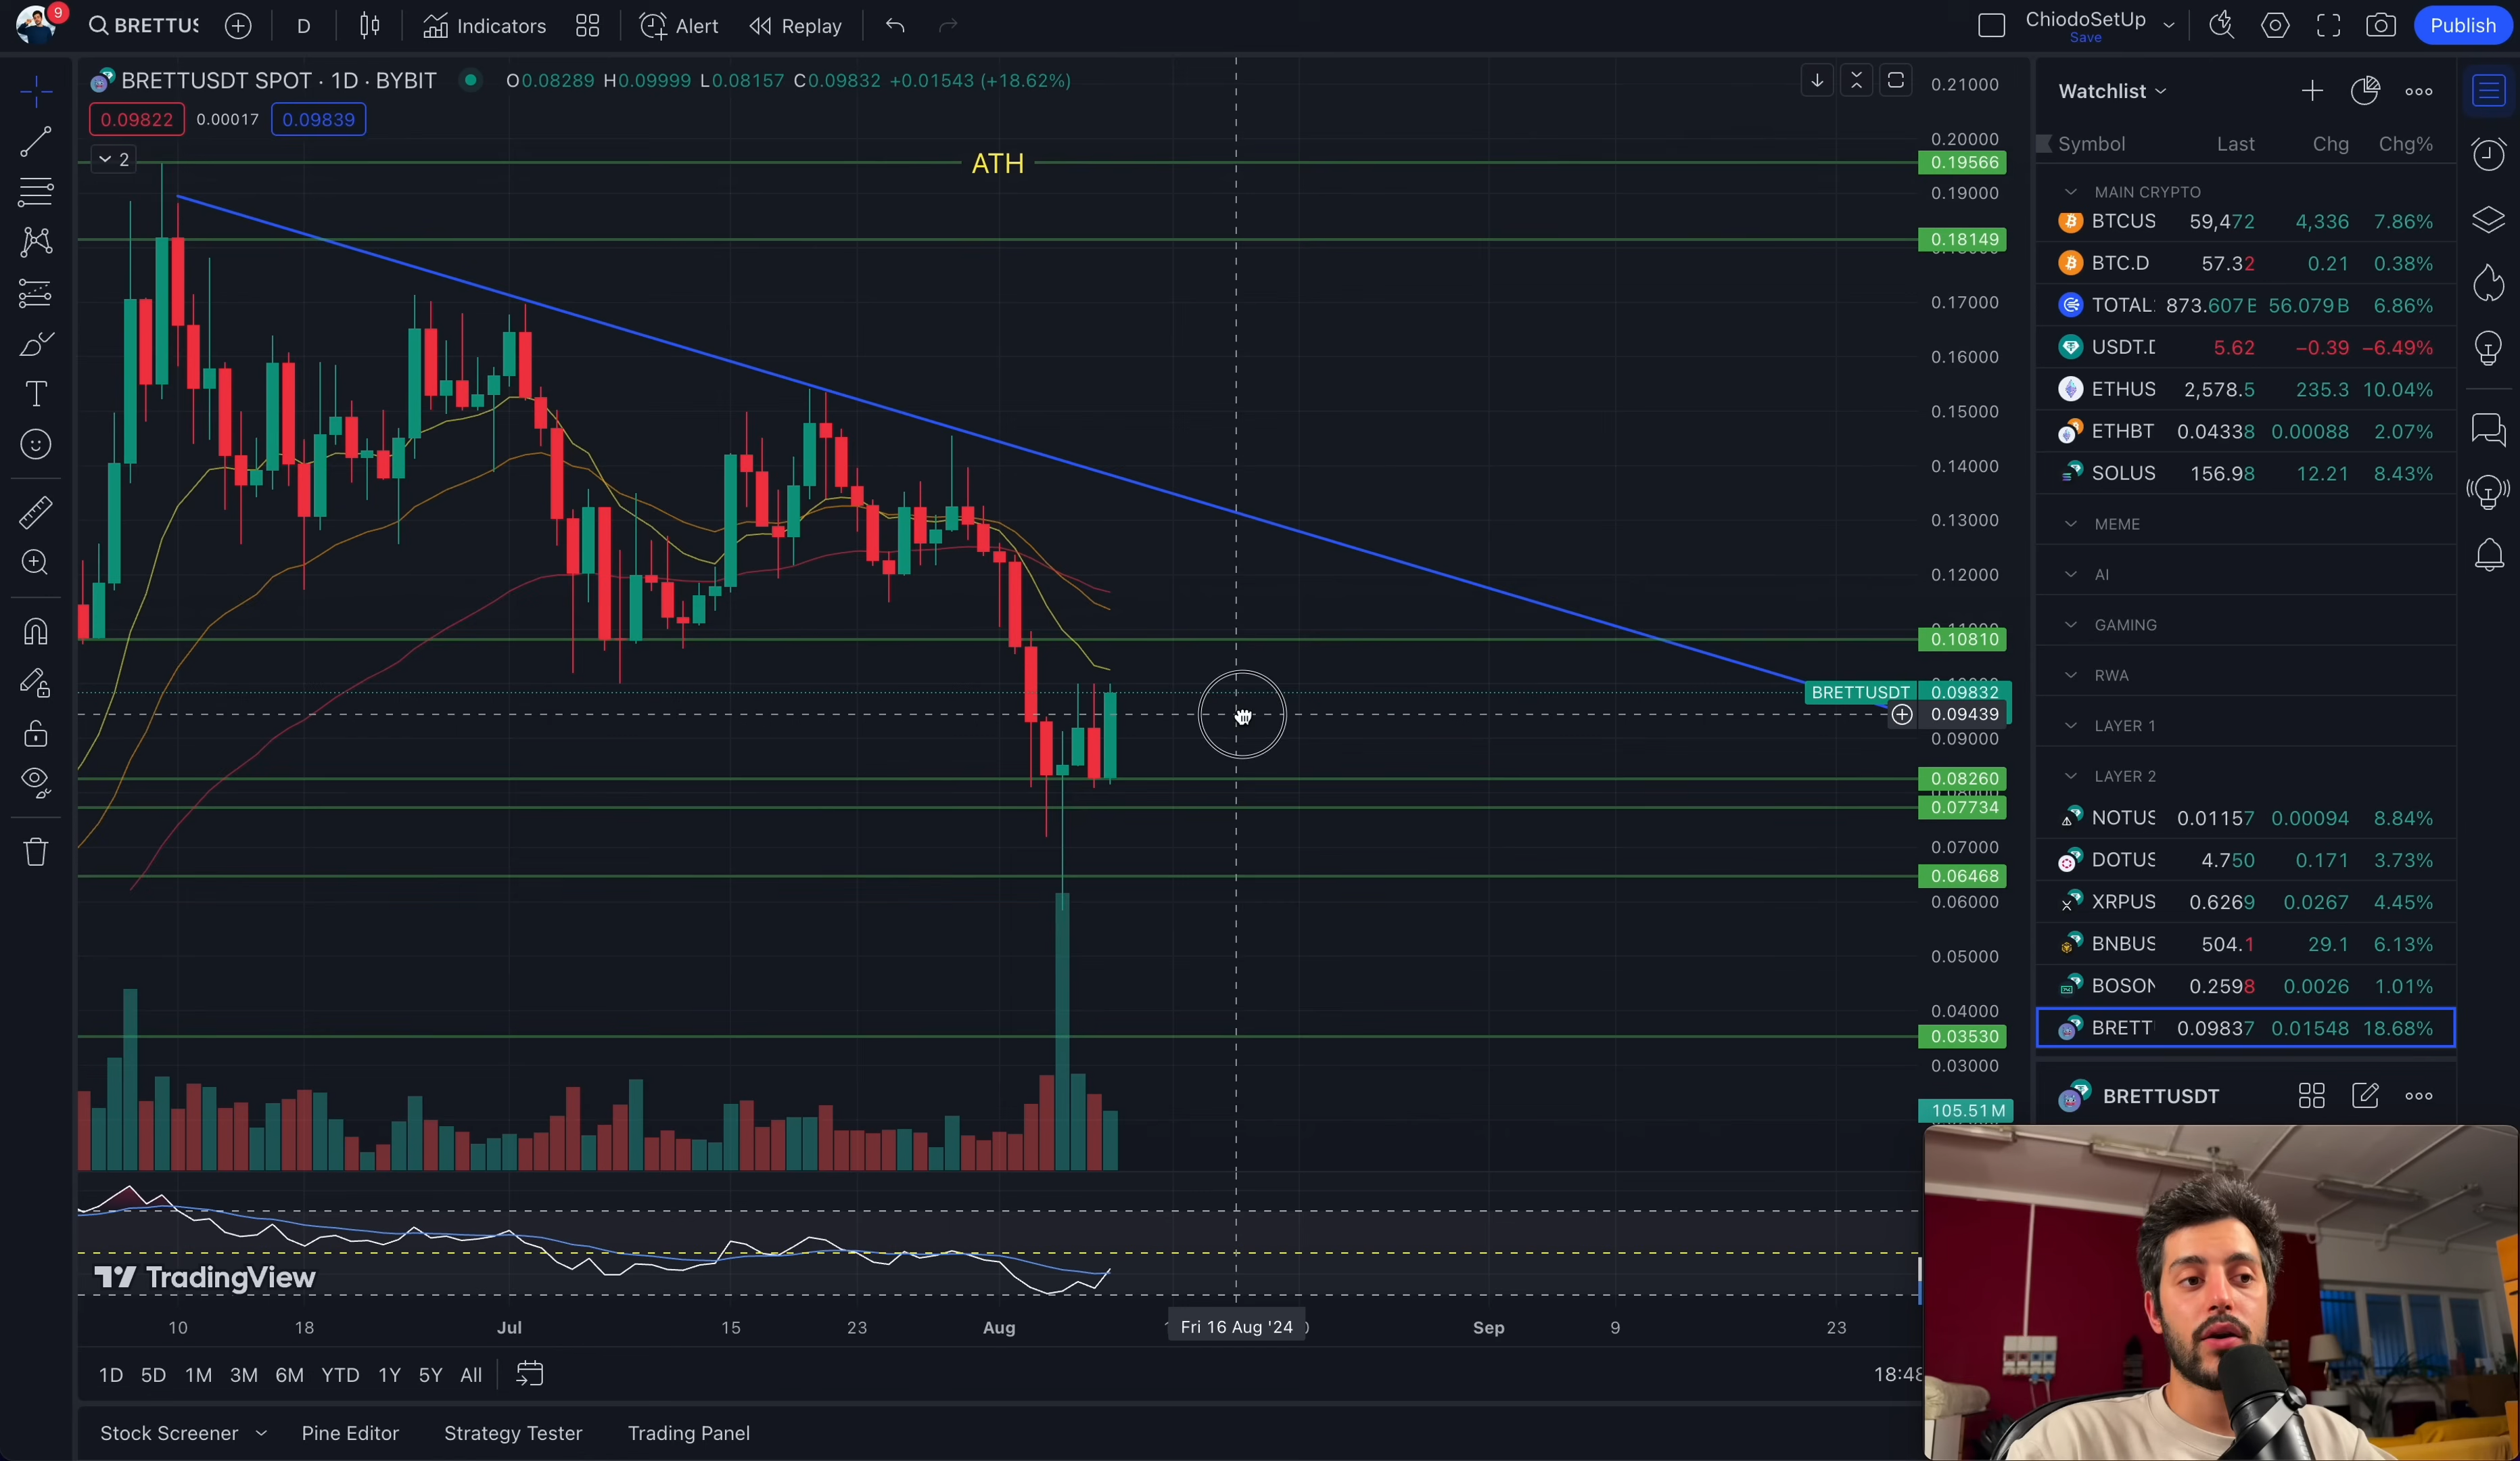 9
BRETTUS
D
Indicators
Alert
Replay
ChiodoSetUp
Save
Publish
BRETTUSDT SPOT · 1D · BYBIT
O0.08289 H0.09999 L0.08157 C0.09832 +0.01543 (+18.62%)
0.09822
0.00017
0.09839
2
ATH
0.21000
0.20000
0.19566
0.19000
0.18149
0.17000
0.16000
0.15000
0.14000
0.13000
0.12000
0.10810
BRETTUSDT 0.09832
0.09439
0.09000
0.08260
0.07734
0.07000
0.06468
0.06000
0.05000
0.04000
0.03530
0.03000
105.51 M
TradingView
10
18
Jul
15
23
Aug
Fri 16 Aug '24
Sep
9
23
1D 5D 1M 3M 6M YTD 1Y 5Y All
18:48
Stock Screener
Pine Editor
Strategy Tester
Trading Panel
Watchlist
Symbol Last Chg Chg%
MAIN CRYPTO
BTCUS 59,472 4,336 7.86%
BTC.D 57.32 0.21 0.38%
TOTAL: 873.607 B 56.079 B 6.86%
USDT.D 5.62 −0.39 −6.49%
ETHUS 2,578.5 235.3 10.04%
ETHBT 0.04338 0.00088 2.07%
SOLUS 156.98 12.21 8.43%
MEME
AI
GAMING
RWA
LAYER 1
LAYER 2
NOTUS 0.01157 0.00094 8.84%
DOTUS 4.750 0.171 3.73%
XRPUS 0.6269 0.0267 4.45%
BNBUS 504.1 29.1 6.13%
BOSON 0.2598 0.0026 1.01%
BRETT 0.09837 0.01548 18.68%
BRETTUSDT